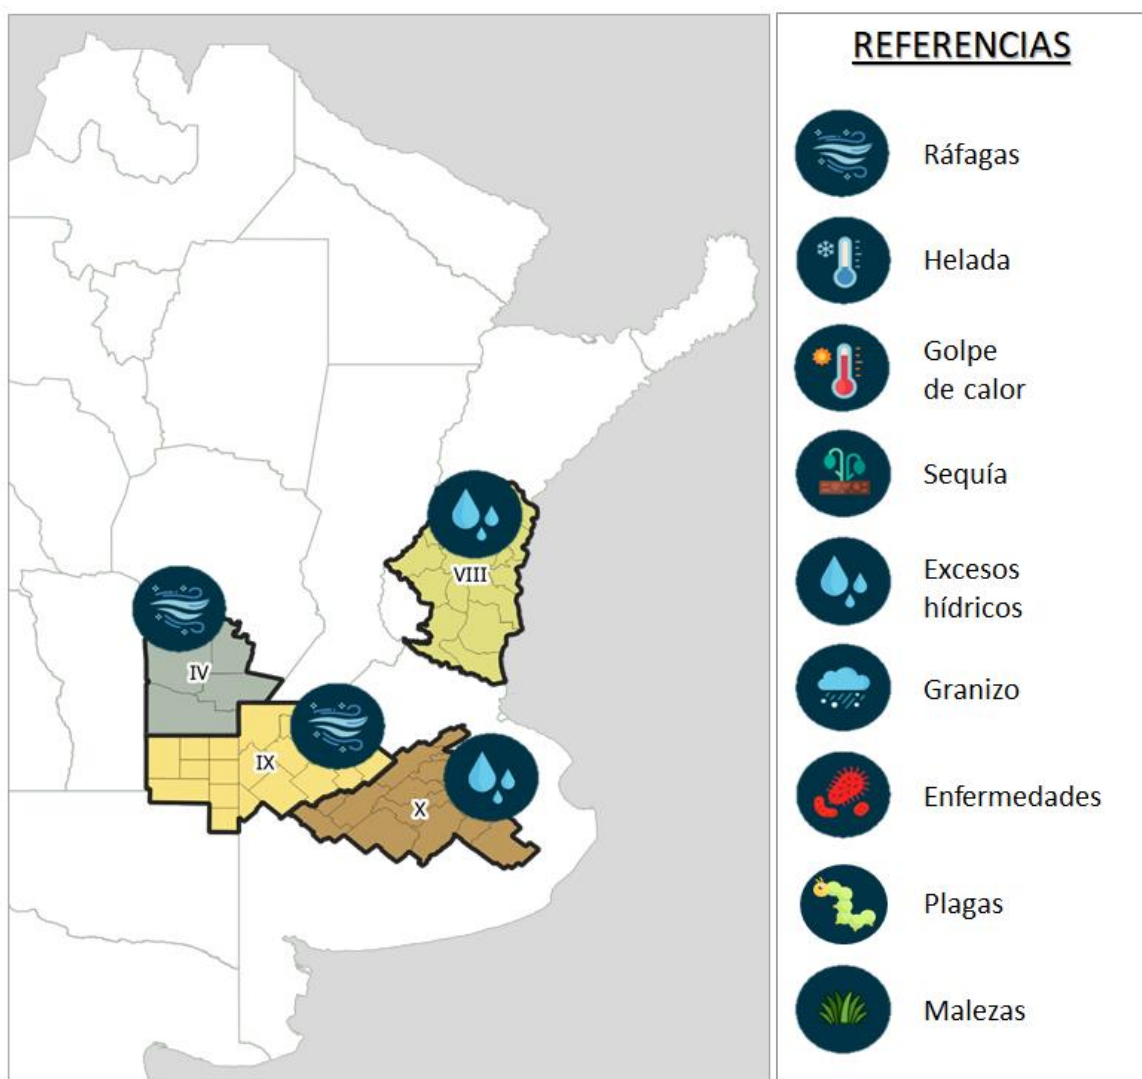 REFERENCIAS
Ráfagas
Helada
Golpe
de calor
Sequía
Excesos
hídricos
Granizo
Enfermedades
Plagas
Malezas
VIII
IV
IX
X